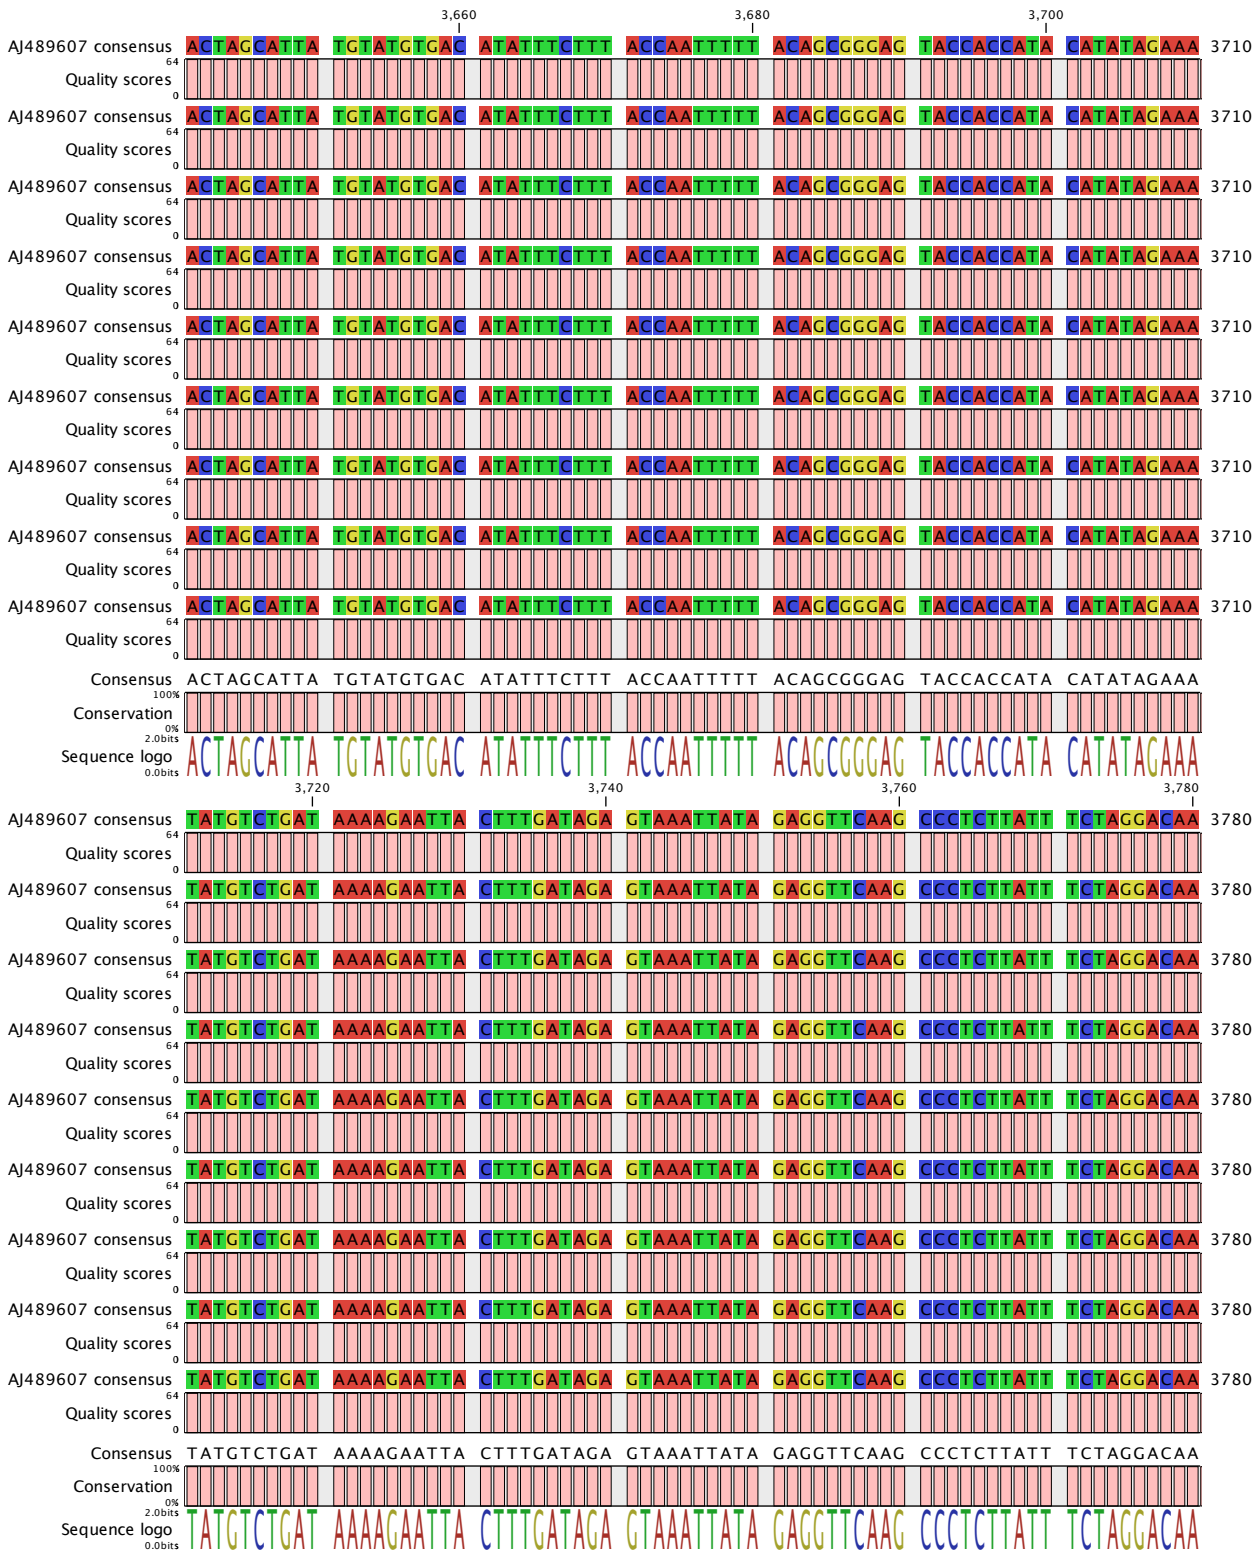 3,660 3,680 3,700
AJ489607 consensus ACTAGCATTA TGTATGTGAC ATATTTCTTT ACCAATTTTT ACAGCGGGAG TACCACCATA CATATAGAAA 3710
64
Quality scores
0
AJ489607 consensus ACTAGCATTA TGTATGTGAC ATATTTCTTT ACCAATTTTT ACAGCGGGAG TACCACCATA CATATAGAAA 3710
64
Quality scores
0
AJ489607 consensus ACTAGCATTA TGTATGTGAC ATATTTCTTT ACCAATTTTT ACAGCGGGAG TACCACCATA CATATAGAAA 3710
64
Quality scores
0
AJ489607 consensus ACTAGCATTA TGTATGTGAC ATATTTCTTT ACCAATTTTT ACAGCGGGAG TACCACCATA CATATAGAAA 3710
64
Quality scores
0
AJ489607 consensus ACTAGCATTA TGTATGTGAC ATATTTCTTT ACCAATTTTT ACAGCGGGAG TACCACCATA CATATAGAAA 3710
64
Quality scores
0
AJ489607 consensus ACTAGCATTA TGTATGTGAC ATATTTCTTT ACCAATTTTT ACAGCGGGAG TACCACCATA CATATAGAAA 3710
64
Quality scores
0
AJ489607 consensus ACTAGCATTA TGTATGTGAC ATATTTCTTT ACCAATTTTT ACAGCGGGAG TACCACCATA CATATAGAAA 3710
64
Quality scores
0
AJ489607 consensus ACTAGCATTA TGTATGTGAC ATATTTCTTT ACCAATTTTT ACAGCGGGAG TACCACCATA CATATAGAAA 3710
64
Quality scores
0
AJ489607 consensus ACTAGCATTA TGTATGTGAC ATATTTCTTT ACCAATTTTT ACAGCGGGAG TACCACCATA CATATAGAAA 3710
64
Quality scores
0
Consensus ACTAGCATTA TGTATGTGAC ATATTTCTTT ACCAATTTTT ACAGCGGGAG TACCACCATA CATATAGAAA
100%
Conservation
0%
2.0bits
Sequence logo ACTAGCATTA TGTATGTGAC ATATTTCTTT ACCAATTTTT ACAGCGGGAG TACCACCATA CATATAGAAA
0.0bits
3,720 3,740 3,760 3,780
AJ489607 consensus TATGTCTGAT AAAAGAATTA CTTTGATAGA GTAAATTATA GAGGTTCAAG CCCTCTTATT TCTAGGACAA 3780
64
Quality scores
0
AJ489607 consensus TATGTCTGAT AAAAGAATTA CTTTGATAGA GTAAATTATA GAGGTTCAAG CCCTCTTATT TCTAGGACAA 3780
64
Quality scores
0
AJ489607 consensus TATGTCTGAT AAAAGAATTA CTTTGATAGA GTAAATTATA GAGGTTCAAG CCCTCTTATT TCTAGGACAA 3780
64
Quality scores
0
AJ489607 consensus TATGTCTGAT AAAAGAATTA CTTTGATAGA GTAAATTATA GAGGTTCAAG CCCTCTTATT TCTAGGACAA 3780
64
Quality scores
0
AJ489607 consensus TATGTCTGAT AAAAGAATTA CTTTGATAGA GTAAATTATA GAGGTTCAAG CCCTCTTATT TCTAGGACAA 3780
64
Quality scores
0
AJ489607 consensus TATGTCTGAT AAAAGAATTA CTTTGATAGA GTAAATTATA GAGGTTCAAG CCCTCTTATT TCTAGGACAA 3780
64
Quality scores
0
AJ489607 consensus TATGTCTGAT AAAAGAATTA CTTTGATAGA GTAAATTATA GAGGTTCAAG CCCTCTTATT TCTAGGACAA 3780
64
Quality scores
0
AJ489607 consensus TATGTCTGAT AAAAGAATTA CTTTGATAGA GTAAATTATA GAGGTTCAAG CCCTCTTATT TCTAGGACAA 3780
64
Quality scores
0
AJ489607 consensus TATGTCTGAT AAAAGAATTA CTTTGATAGA GTAAATTATA GAGGTTCAAG CCCTCTTATT TCTAGGACAA 3780
64
Quality scores
0
Consensus TATGTCTGAT AAAAGAATTA CTTTGATAGA GTAAATTATA GAGGTTCAAG CCCTCTTATT TCTAGGACAA
100%
Conservation
0%
2.0bits
Sequence logo TATGTCTGAT AAAAGAATTA CTTTGATAGA GTAAATTATA GAGGTTCAAG CCCTCTTATT TCTAGGACAA
0.0bits